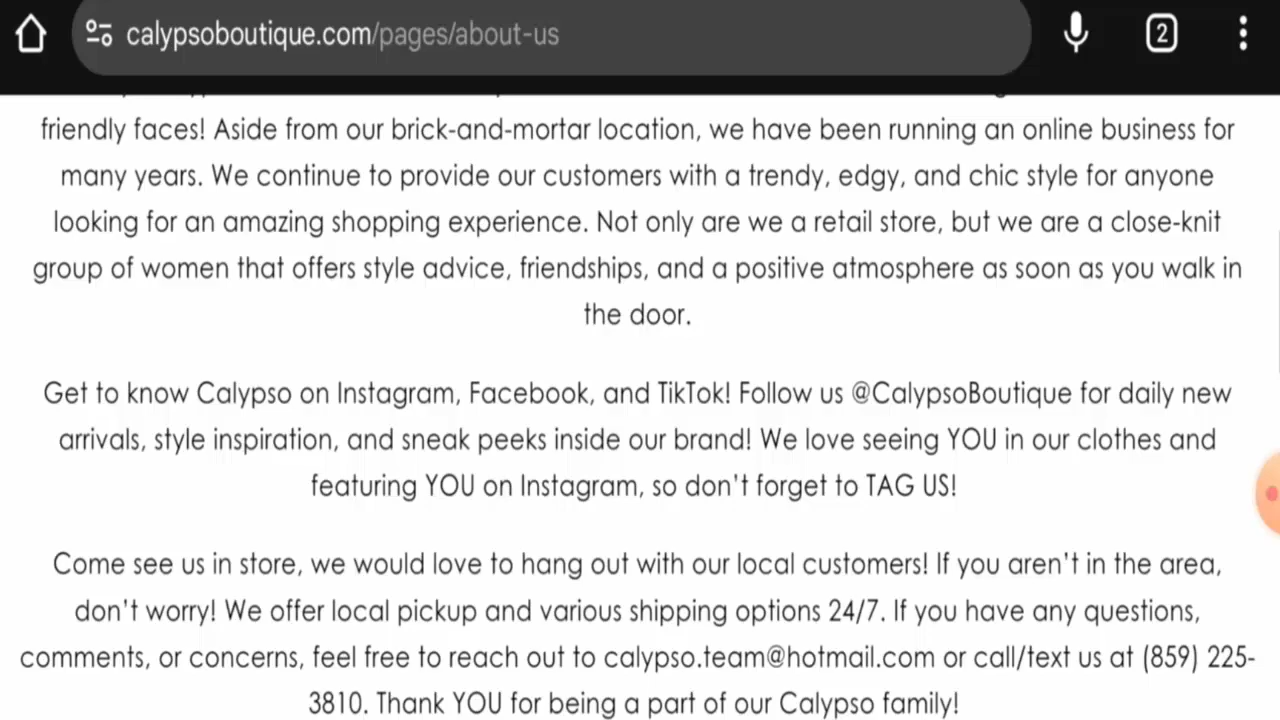 calypsoboutique.com/pages/about-us
2
friendly faces! Aside from our brick-and-mortar location, we have been running an online business for
many years. We continue to provide our customers with a trendy, edgy, and chic style for anyone
looking for an amazing shopping experience. Not only are we a retail store, but we are a close-knit
group of women that offers style advice, friendships, and a positive atmosphere as soon as you walk in
the door.
Get to know Calypso on Instagram, Facebook, and TikTok! Follow us @CalypsoBoutique for daily new
arrivals, style inspiration, and sneak peeks inside our brand! We love seeing YOU in our clothes and
featuring YOU on Instagram, so don't forget to TAG US!
Come see us in store, we would love to hang out with our local customers! If you aren't in the area,
don't worry! We offer local pickup and various shipping options 24/7. If you have any questions,
comments, or concerns, feel free to reach out to calypso.team@hotmail.com or call/text us at (859) 225-
3810. Thank YOU for being a part of our Calypso family!